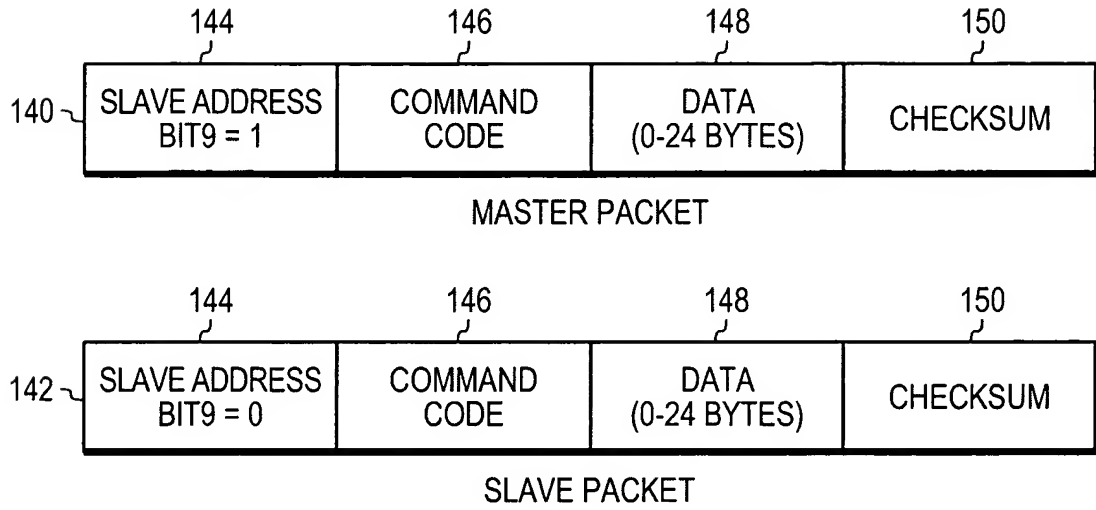 144 146 148 150
140 SLAVE ADDRESS BIT9 = 1 COMMAND CODE DATA (0-24 BYTES) CHECKSUM
MASTER PACKET
144 146 148 150
142 SLAVE ADDRESS BIT9 = 0 COMMAND CODE DATA (0-24 BYTES) CHECKSUM
SLAVE PACKET